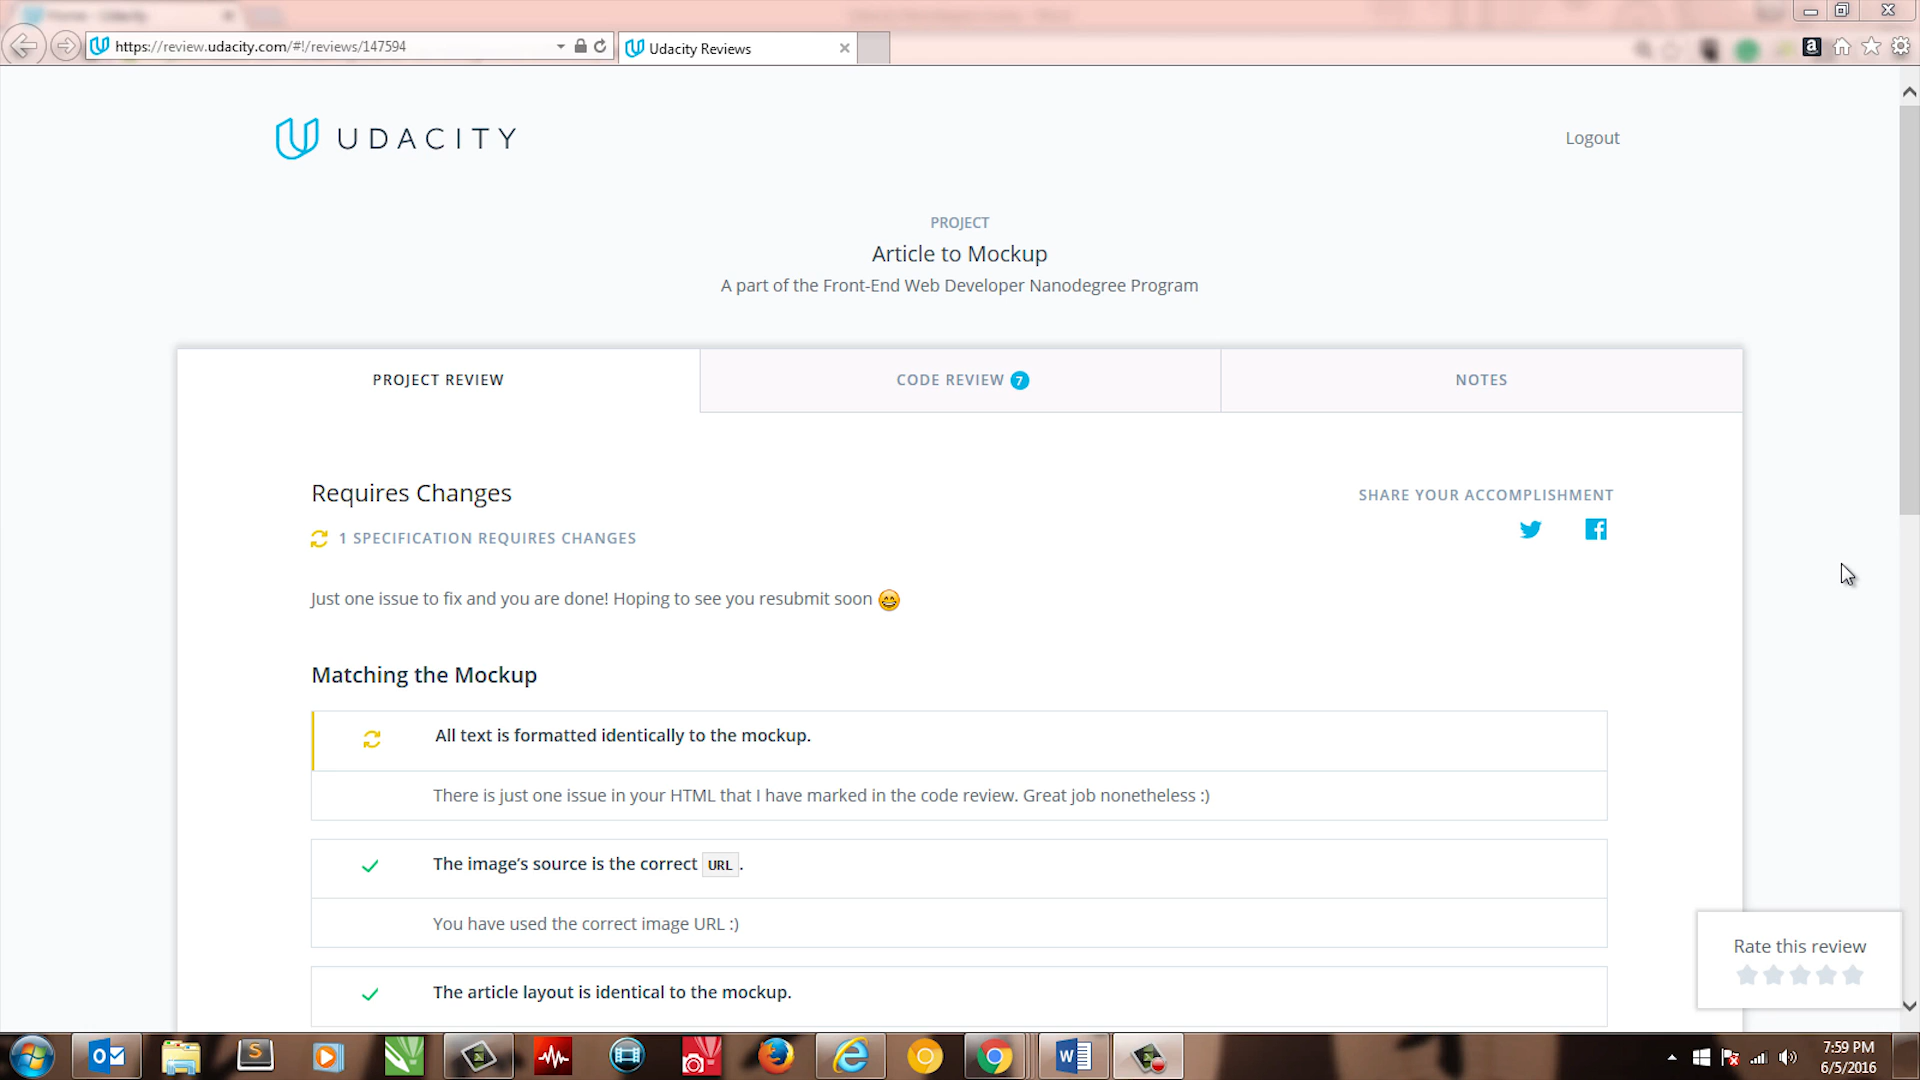 https://review.udacity.com/#!/reviews/147594
Udacity Reviews
UDACITY
Logout
PROJECT
Article to Mockup
A part of the Front-End Web Developer Nanodegree Program
PROJECT REVIEW
CODE REVIEW 7
NOTES
Requires Changes
SHARE YOUR ACCOMPLISHMENT
1 SPECIFICATION REQUIRES CHANGES
Just one issue to fix and you are done! Hoping to see you resubmit soon 😄
Matching the Mockup
All text is formatted identically to the mockup.
There is just one issue in your HTML that I have marked in the code review. Great job nonetheless :)
The image’s source is the correct URL.
You have used the correct image URL :)
Rate this review
The article layout is identical to the mockup.
7:59 PM
6/5/2016